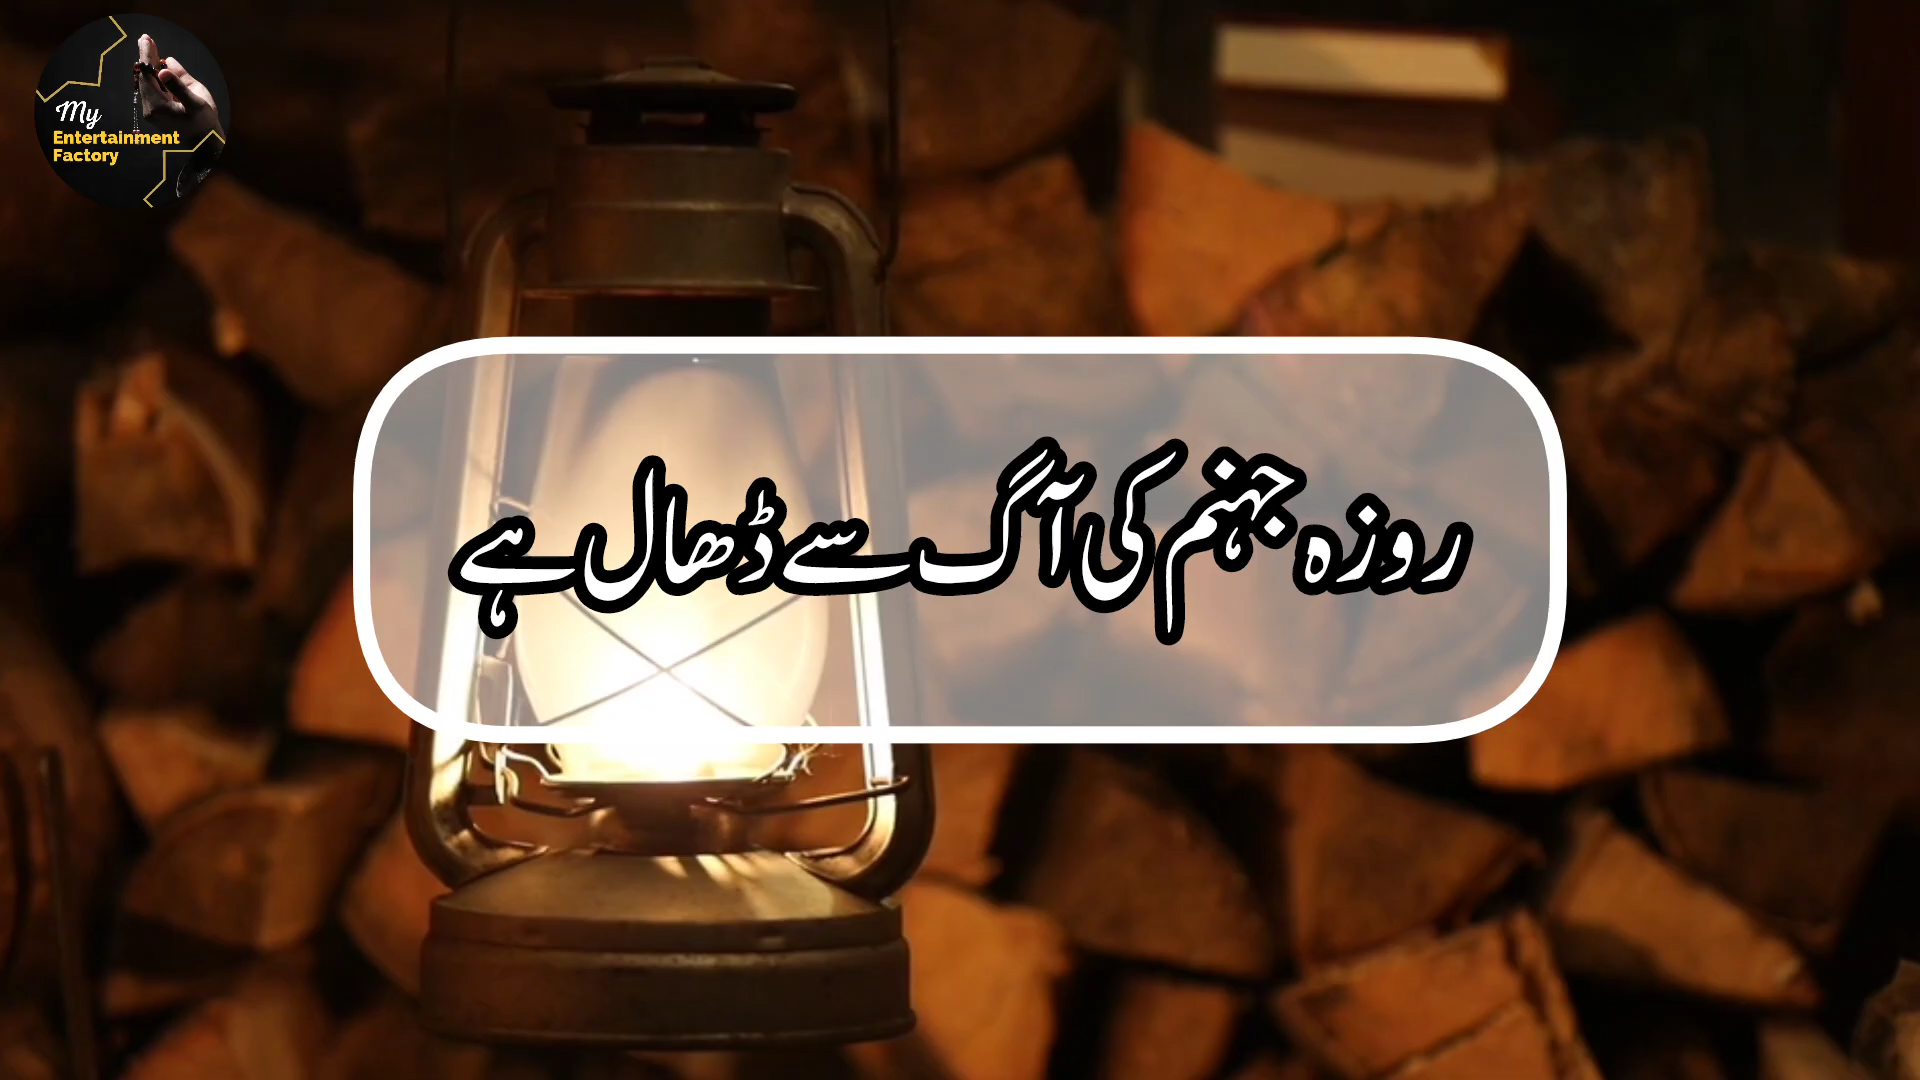 My
Entertainment
Factory
روزہ جہنم کی آگ سے ڈھال ہے